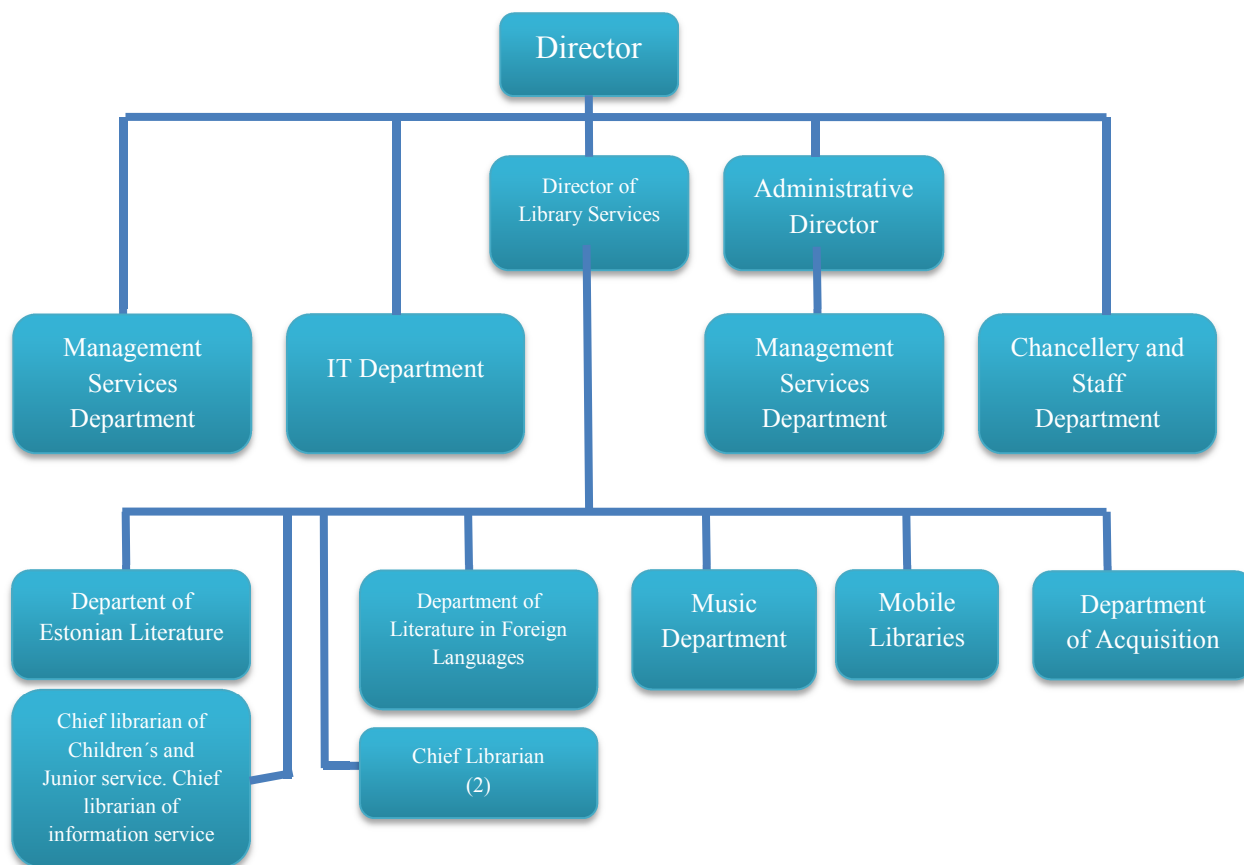 Director
Director of
Library Services
Administrative
Director
Management
Services
Department
IT Department
Management
Services
Department
Chancellery and
Staff
Department
Departent of
Estonian Literature
Department of
Literature in Foreign
Languages
Music
Department
Mobile
Libraries
Department
of Acquisition
Chief librarian of
Children´s and
Junior service. Chief
librarian of
information service
Chief Librarian
(2)